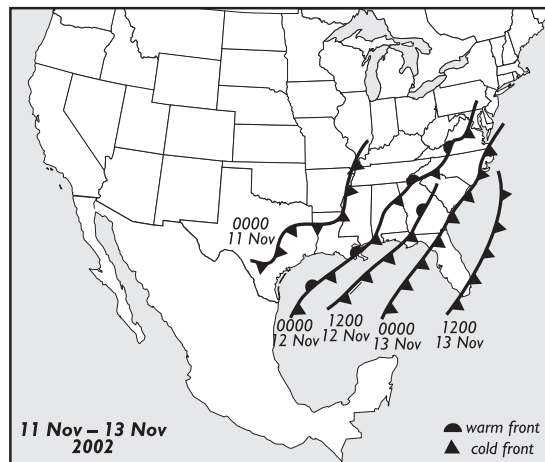 0000
11 Nov
0000
12 Nov
1200
12 Nov
0000
13 Nov
1200
13 Nov
11 Nov – 13 Nov
2002
warm front
cold front